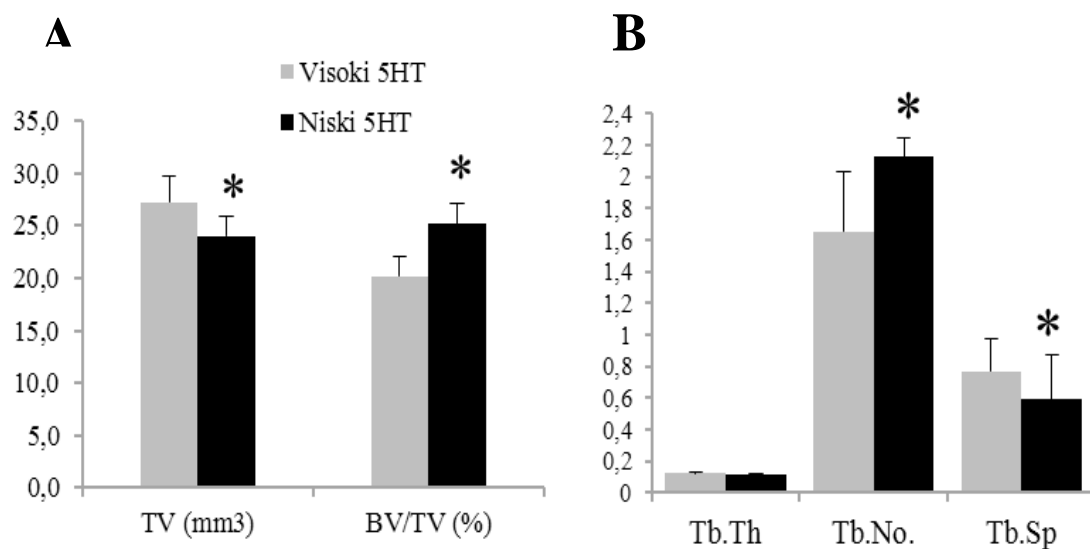 A
B
Visoki 5HT
Niski 5HT
35,0
30,0
25,0
20,0
15,0
10,0
5,0
0,0
*
*
TV (mm3)
BV/TV (%)
2,4
2,2
2
1,8
1,6
1,4
1,2
1
0,8
0,6
0,4
0,2
0
*
*
Tb.Th
Tb.No.
Tb.Sp